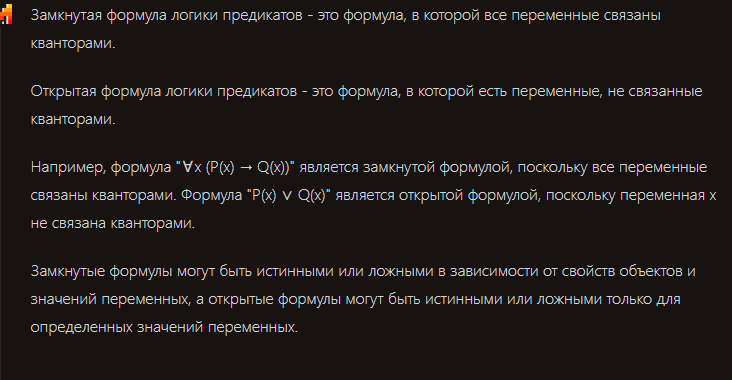 Замкнутая формула логики предикатов - это формула, в которой все переменные связаны
кванторами.
Открытая формула логики предикатов - это формула, в которой есть переменные, не связанные
кванторами.
Например, формула "∀x (P(x) → Q(x))" является замкнутой формулой, поскольку все переменные
связаны кванторами. Формула "P(x) ∨ Q(x)" является открытой формулой, поскольку переменная x
не связана кванторами.
Замкнутые формулы могут быть истинными или ложными в зависимости от свойств объектов и
значений переменных, а открытые формулы могут быть истинными или ложными только для
определенных значений переменных.